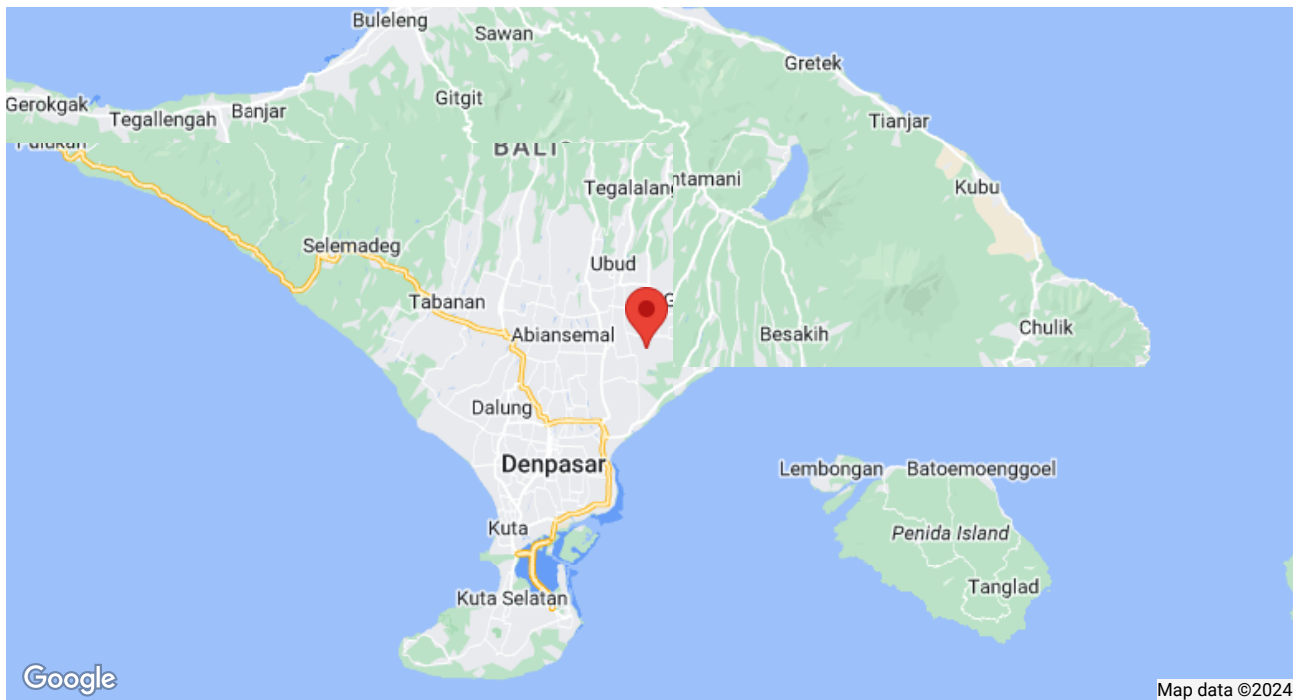 Buleleng
Sawan
Gretek
Gitgit
Gerokgak
Tegallengah
Banjar
Tianjar
BALI
Tegalalang
ntamani
Kubu
Selemadeg
Ubud
Tabanan
G
Abiansemal
Besakih
Chulik
Dalung
Denpasar
Lembongan
Batoemoenggoel
Kuta
Penida Island
Tanglad
Kuta Selatan
Google
Map data ©2024